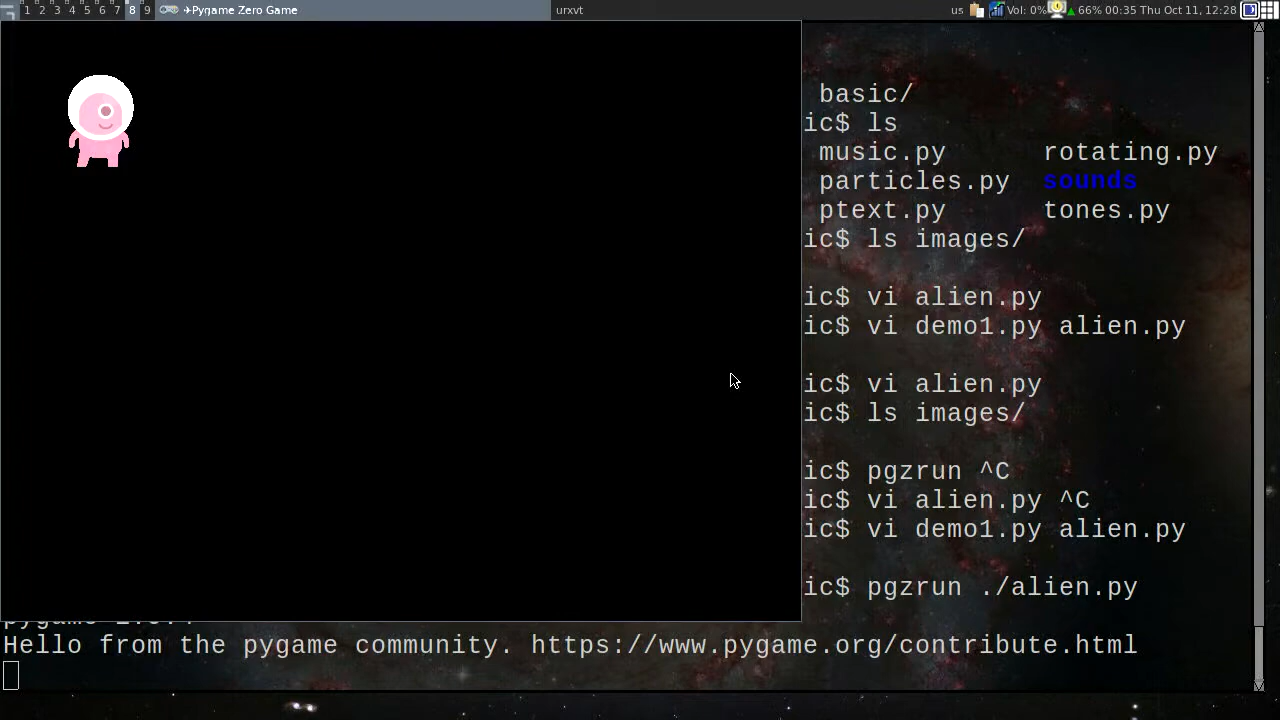 1 2 3 4 5 6 7 8 9 Pygame Zero Game urxvt us Vol: 0% 66% 00:35 Thu Oct 11, 12:28
basic/
ic$ ls
music.py rotating.py
particles.py sounds
ptext.py tones.py
ic$ ls images/
ic$ vi alien.py
ic$ vi demo1.py alien.py
ic$ vi alien.py
ic$ ls images/
ic$ pgzrun ^C
ic$ vi alien.py ^C
ic$ vi demo1.py alien.py
ic$ pgzrun ./alien.py
Hello from the pygame community. https://www.pygame.org/contribute.html